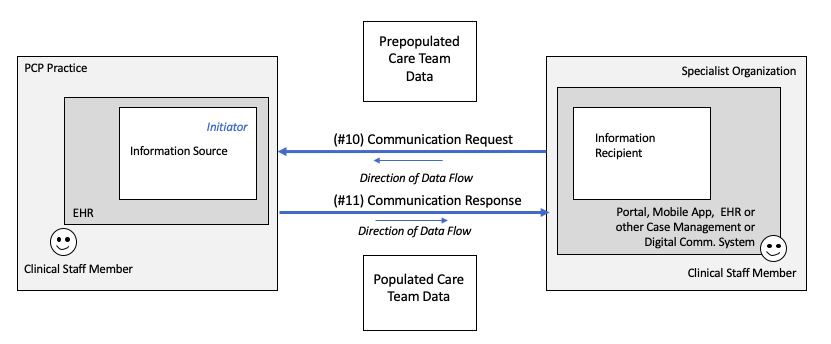 PCP Practice
Initiator
Information Source
EHR
Clinical Staff Member
Prepopulated
Care Team
Data
(#10) Communication Request
Direction of Data Flow
(#11) Communication Response
Direction of Data Flow
Populated Care
Team Data
Specialist Organization
Information
Recipient
Portal, Mobile App, EHR or
other Case Management or
Digital Comm. System
Clinical Staff Member